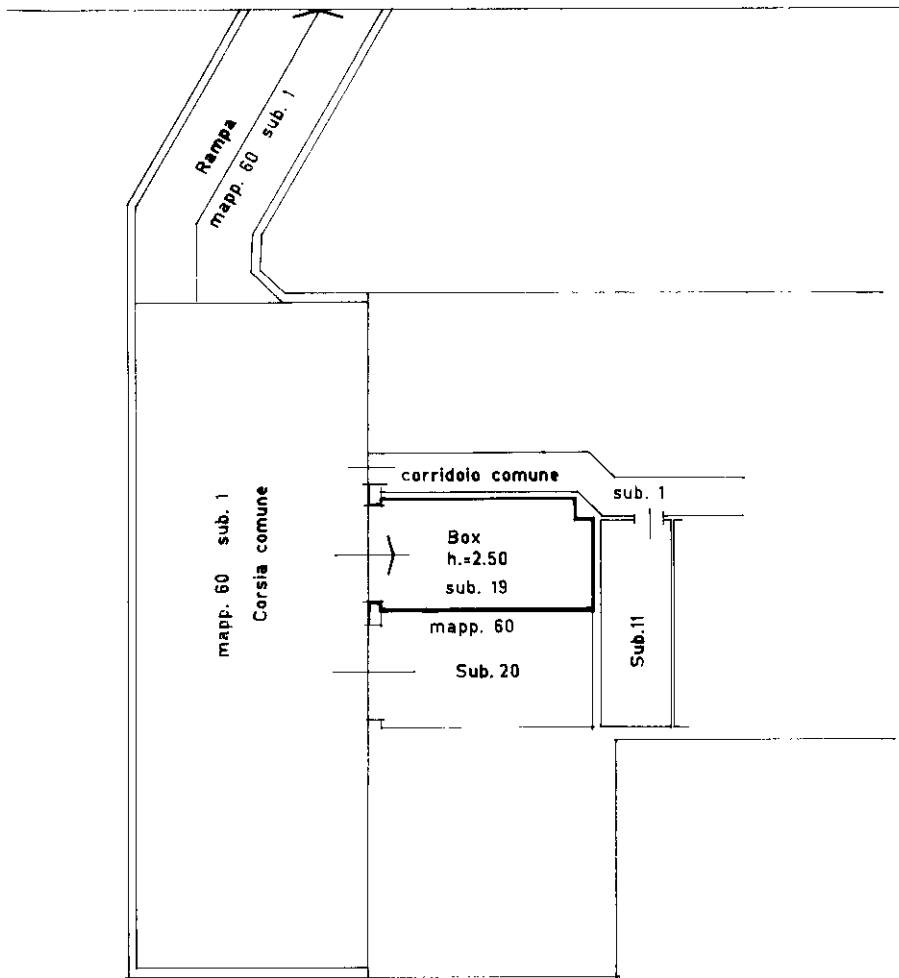 Rampa
mapp. 60 sub. 1
corridoio comune
sub. 1
mapp. 60 sub. 1
Corsia comune
Box
h.=2.50
sub. 19
mapp. 60
Sub. 20
Sub.11